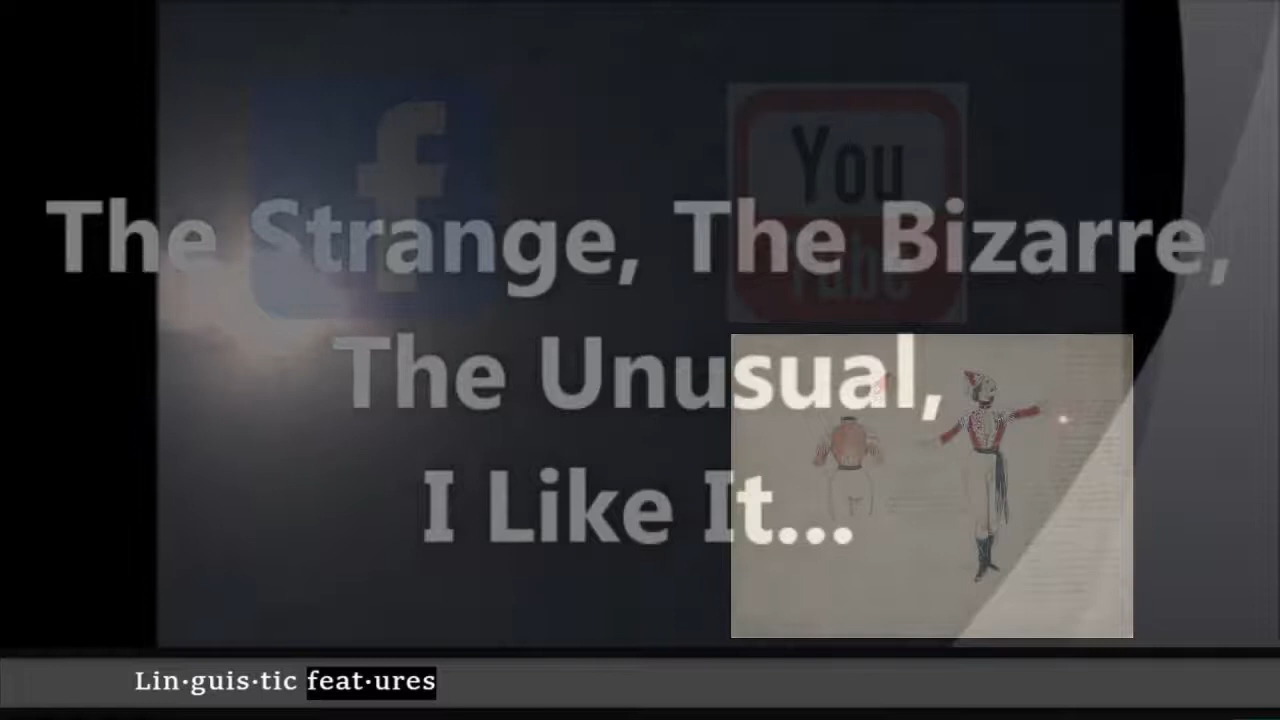 f
You
Tube
The Strange, The Bizarre,
The Unusual,
I Like It...
Lin·guis·tic feat·ures